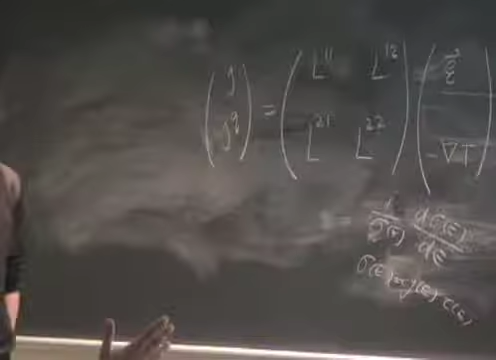 ( j ) = ( L¹¹ L¹² ) ( ℰ⃗ )
( j^q ) ( L²¹ L²² ) ( -∇T )
= 1/σ(ε) dσ(ε)/dε
σ(ε) ∝ g(ε) τ(ε)